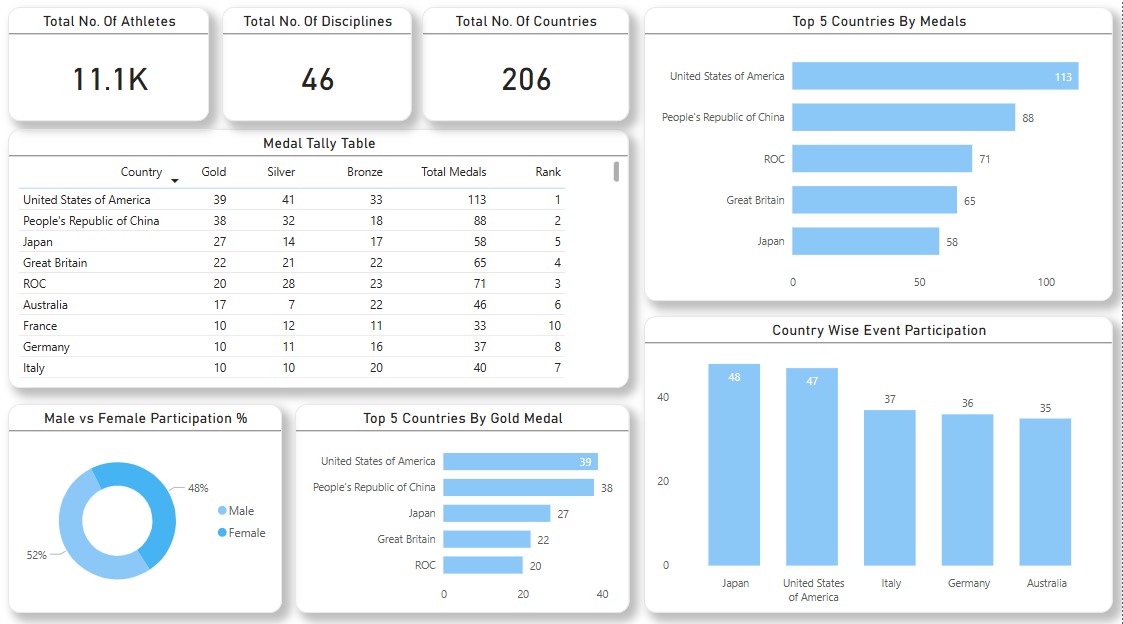 Total No. Of Athletes
11.1K
Total No. Of Disciplines
46
Total No. Of Countries
206
Top 5 Countries By Medals
United States of America 113
People's Republic of China 88
ROC 71
Great Britain 65
Japan 58
0 50 100
Medal Tally Table
Country Gold Silver Bronze Total Medals Rank
United States of America 39 41 33 113 1
People's Republic of China 38 32 18 88 2
Japan 27 14 17 58 5
Great Britain 22 21 22 65 4
ROC 20 28 23 71 3
Australia 17 7 22 46 6
France 10 12 11 33 10
Germany 10 11 16 37 8
Italy 10 10 20 40 7
Country Wise Event Participation
40
20
0
48 47 37 36 35
Japan United States Italy Germany Australia
of America
Male vs Female Participation %
48%
52%
Male
Female
Top 5 Countries By Gold Medal
United States of America 39
People's Republic of China 38
Japan 27
Great Britain 22
ROC 20
0 20 40